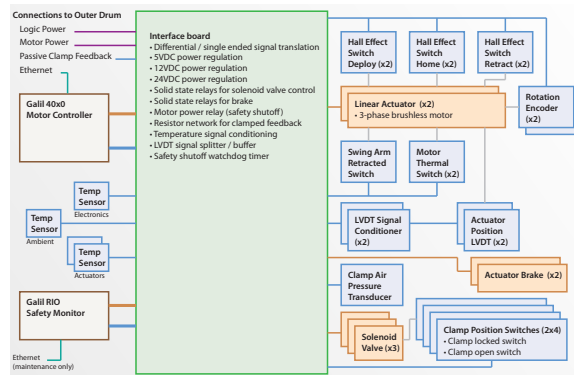 Connections to Outer Drum
Logic Power
Motor Power
Passive Clamp Feedback
Ethernet
Galil 40x0
Motor Controller
Temp
Sensor
Electronics
Temp
Sensor
Ambient
Temp
Sensor
Actuators
Galil RIO
Safety Monitor
Ethernet
(maintenance only)
Interface board
• Differential / single ended signal translation
• 5VDC power regulation
• 12VDC power regulation
• 24VDC power regulation
• Solid state relays for solenoid valve control
• Solid state relays for brake
• Motor power relay (safety shutoff)
• Resistor network for clamped feedback
• Temperature signal conditioning
• LVDT signal splitter / buffer
• Safety shutoff watchdog timer
Hall Effect
Switch
Deploy (x2)
Hall Effect
Switch
Home (x2)
Hall Effect
Switch
Retract (x2)
Linear Actuator (x2)
• 3-phase brushless motor
Rotation
Encoder
(x2)
Swing Arm
Retracted
Switch
Motor
Thermal
Switch (x2)
LVDT Signal
Conditioner
(x2)
Actuator
Position
LVDT (x2)
Clamp Air
Pressure
Transducer
Actuator Brake (x2)
Solenoid
Valve (x3)
Clamp Position Switches (2x4)
• Clamp locked switch
• Clamp open switch